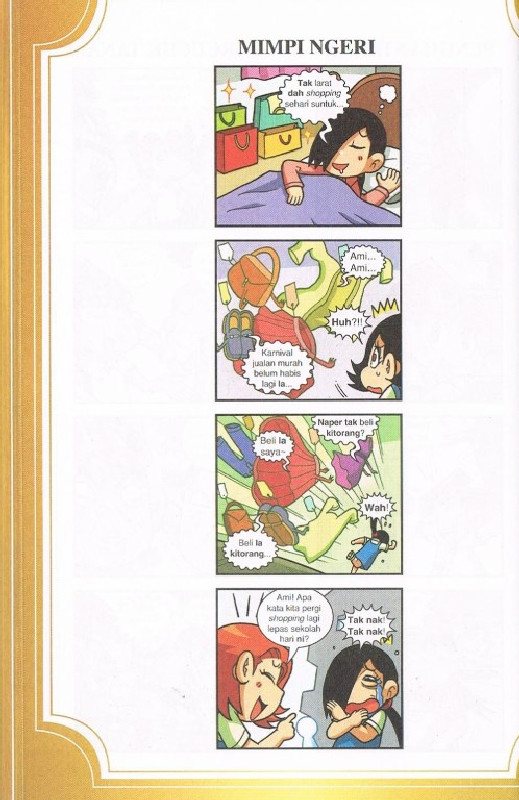 MIMPI NGERI
Tak larat
dah shopping
sehari suntuk...
Ami...
Ami...
Huh?!!
Karnival
jualan murah
belum habis
lagi la...
Naper tak beli
kitorang?
Beli la
saya~
Wah!
Beli la
kitorang...
Ami! Apa
kata kita pergi
shopping lagi
lepas sekolah
hari ni?
Tak nak!
Tak nak!